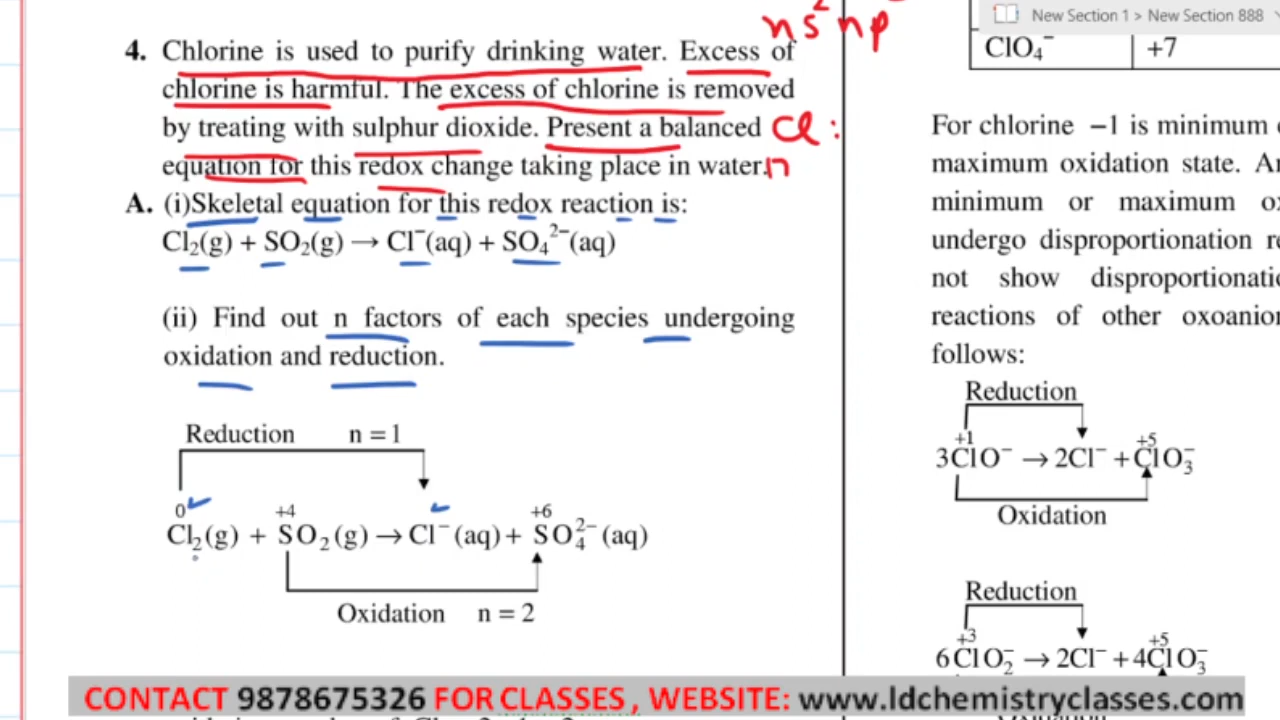 New Section 1 > New Section 888
ns² np
4. Chlorine is used to purify drinking water. Excess of
chlorine is harmful. The excess of chlorine is removed
by treating with sulphur dioxide. Present a balanced
equation for this redox change taking place in water.
Cl :
17
A. (i)Skeletal equation for this redox reaction is:
Cl₂(g) + SO₂(g) → Cl⁻(aq) + SO₄²⁻(aq)
(ii) Find out n factors of each species undergoing
oxidation and reduction.
Reduction n = 1
0 +4 +6
Cl₂(g) + SO₂(g) → Cl⁻(aq) + SO₄²⁻(aq)
Oxidation n = 2
ClO₄⁻ +7
For chlorine −1 is minimum
maximum oxidation state.
minimum or maximum
undergo disproportionation
not show
reactions of other
follows:
Reduction
+1 +5
3ClO⁻ → 2Cl⁻ + ClO₃⁻
Oxidation
Reduction
+3 +5
6ClO₂⁻ → 2Cl⁻ + 4ClO₃⁻
CONTACT 9878675326 FOR CLASSES , WEBSITE: www.ldchemistryclasses.com